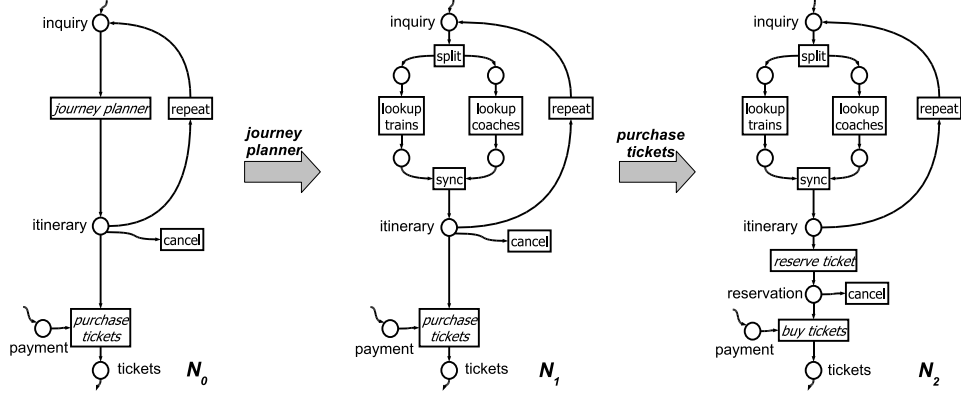 inquiry
journey planner
repeat
itinerary
cancel
purchase
tickets
payment
tickets
N0
journey
planner
inquiry
split
lookup
trains
lookup
coaches
repeat
sync
itinerary
cancel
purchase
tickets
payment
tickets
N1
purchase
tickets
inquiry
split
lookup
trains
lookup
coaches
repeat
sync
itinerary
reserve ticket
reservation
cancel
buy tickets
payment
tickets
N2